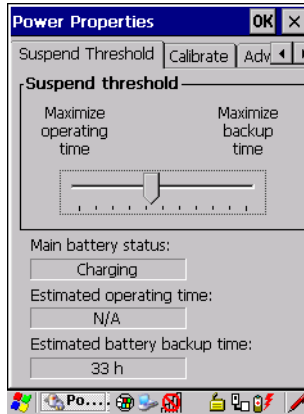 Power Properties OK ×
Suspend Threshold Calibrate Adv
Suspend threshold
Maximize Maximize
operating backup
time time
Main battery status:
Charging
Estimated operating time:
N/A
Estimated battery backup time:
33 h
Po....